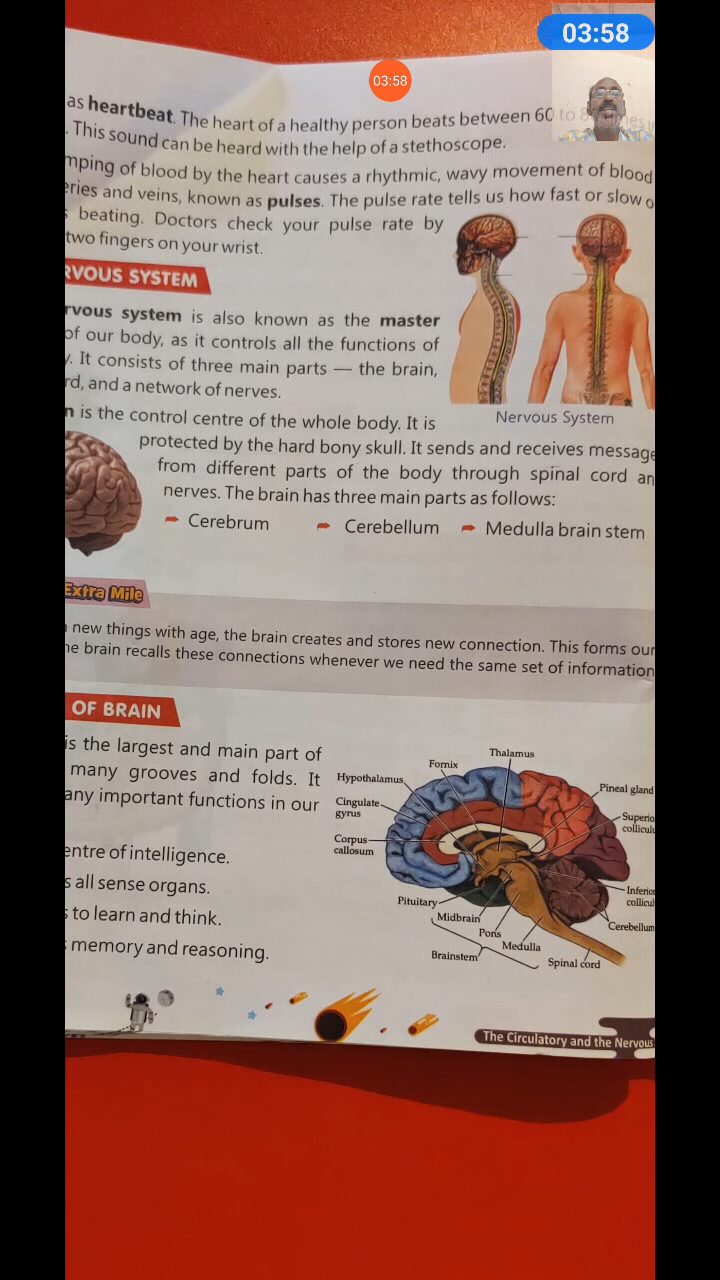 03:58
03:58
as heartbeat. The heart of a healthy person beats between 60 to
. This sound can be heard with the help of a stethoscope.
mping of blood by the heart causes a rhythmic, wavy movement of blood
eries and veins, known as pulses. The pulse rate tells us how fast or slow o
s beating. Doctors check your pulse rate by
two fingers on your wrist.
RVOUS SYSTEM
rvous system is also known as the master
of our body, as it controls all the functions of
y. It consists of three main parts — the brain,
rd, and a network of nerves.
Nervous System
n is the control centre of the whole body. It is
protected by the hard bony skull. It sends and receives message
from different parts of the body through spinal cord an
nerves. The brain has three main parts as follows:
Cerebrum Cerebellum Medulla brain stem
Extra Mile
new things with age, the brain creates and stores new connection. This forms our
he brain recalls these connections whenever we need the same set of information
OF BRAIN
is the largest and main part of
many grooves and folds. It
any important functions in our
entre of intelligence.
s all sense organs.
s to learn and think.
memory and reasoning.
Thalamus
Fornix
Hypothalamus
Pineal gland
Cingulate
gyrus
Superio
collicul
Corpus
callosum
Inferior
collicul
Pituitary
Midbrain
Cerebellum
Pons
Medulla
Brainstem
Spinal cord
The Circulatory and the Nervous